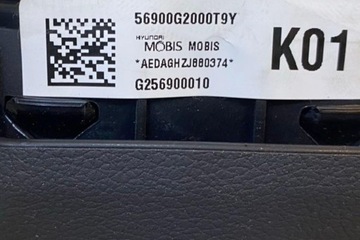 56900G2000T9Y
HYUNDAI
MOBIS MOBIS
*AEDAGHZJ880374*
G256900010
K01